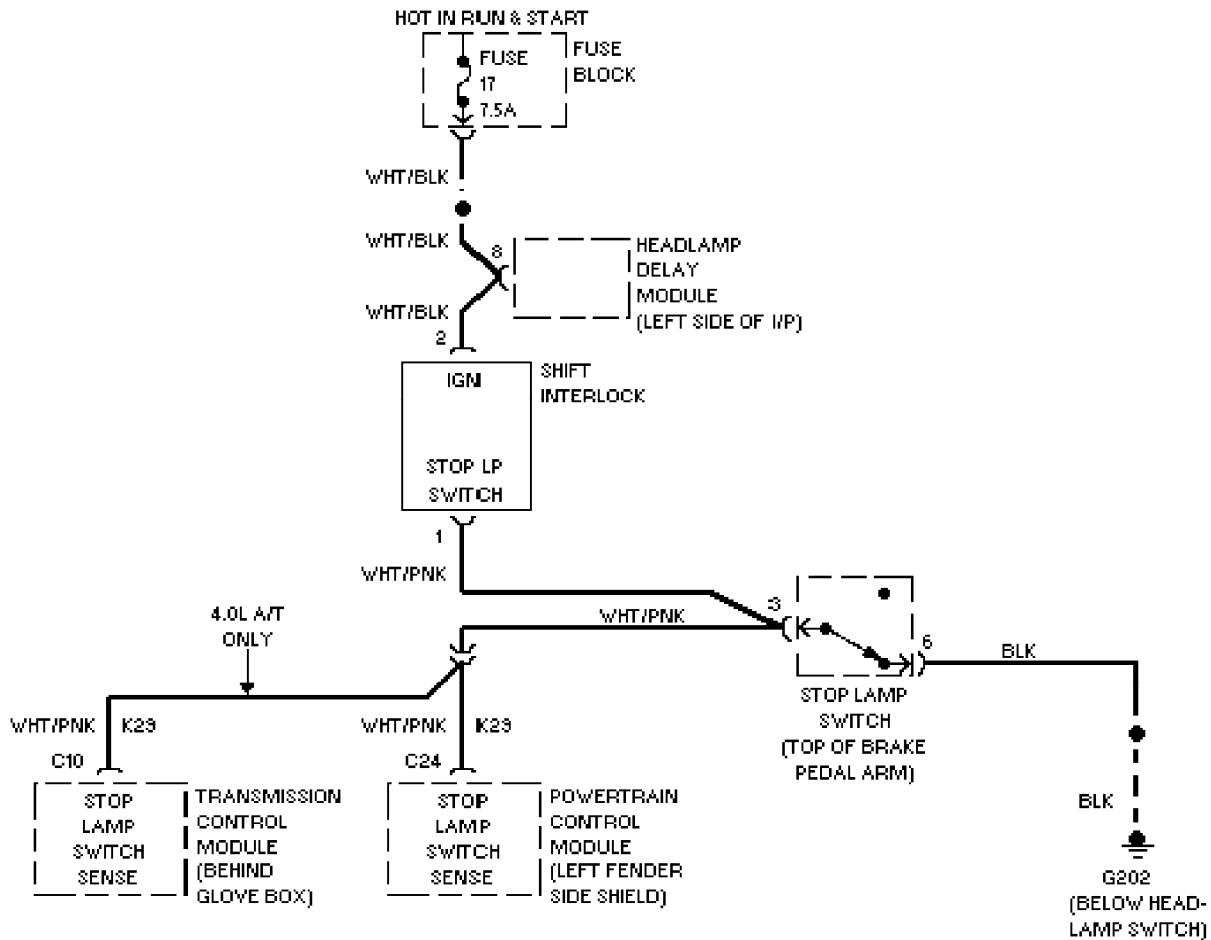 HOT IN RUN & START
FUSE
17
7.5A
FUSE
BLOCK
WHT/BLK
WHT/BLK
8
HEADLAMP
DELAY
MODULE
(LEFT SIDE OF I/P)
WHT/BLK
2
IGN
SHIFT
INTERLOCK
STOP LP
SWITCH
1
WHT/PNK
WHT/PNK
3
6
BLK
4.0L A/T
ONLY
STOP LAMP
SWITCH
(TOP OF BRAKE
PEDAL ARM)
WHT/PNK K29
WHT/PNK K29
C10
C24
STOP
LAMP
SWITCH
SENSE
TRANSMISSION
CONTROL
MODULE
(BEHIND
GLOVE BOX)
STOP
LAMP
SWITCH
SENSE
POWERTRAIN
CONTROL
MODULE
(LEFT FENDER
SIDE SHIELD)
BLK
G202
(BELOW HEAD-
LAMP SWITCH)